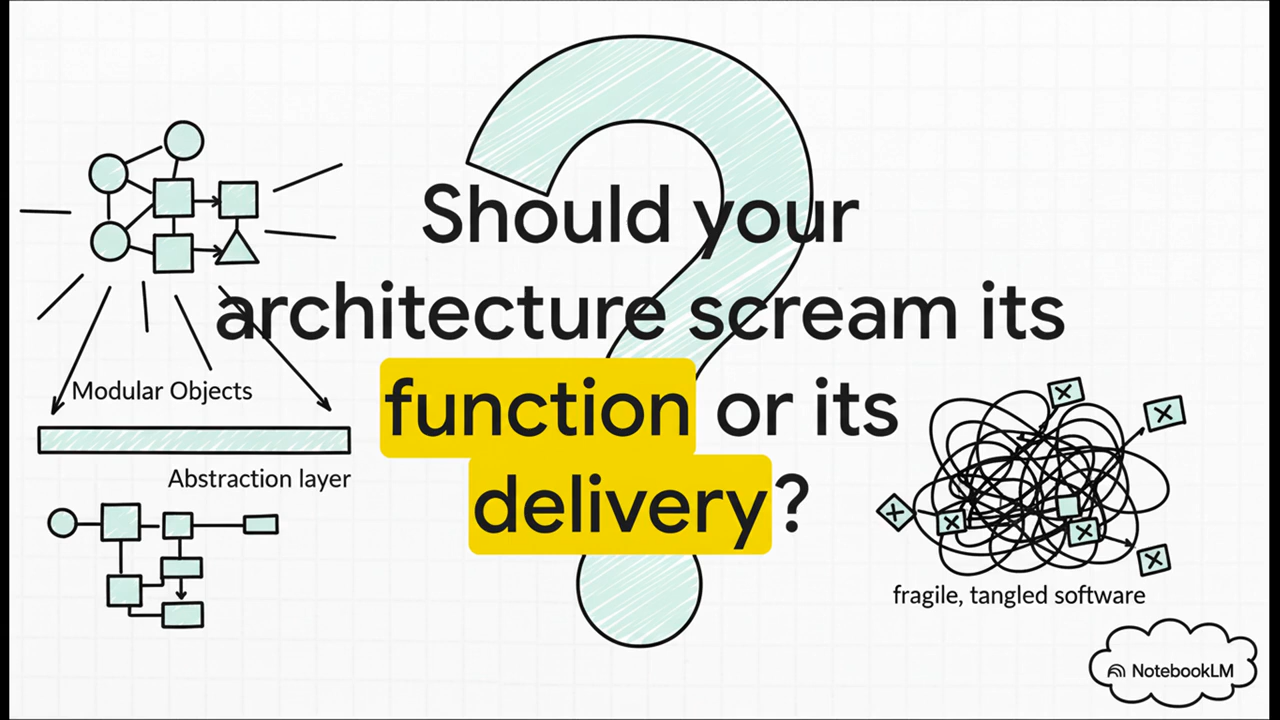 Should your
architecture scream its
function or its
delivery?
Modular Objects
Abstraction layer
fragile, tangled software
NotebookLM